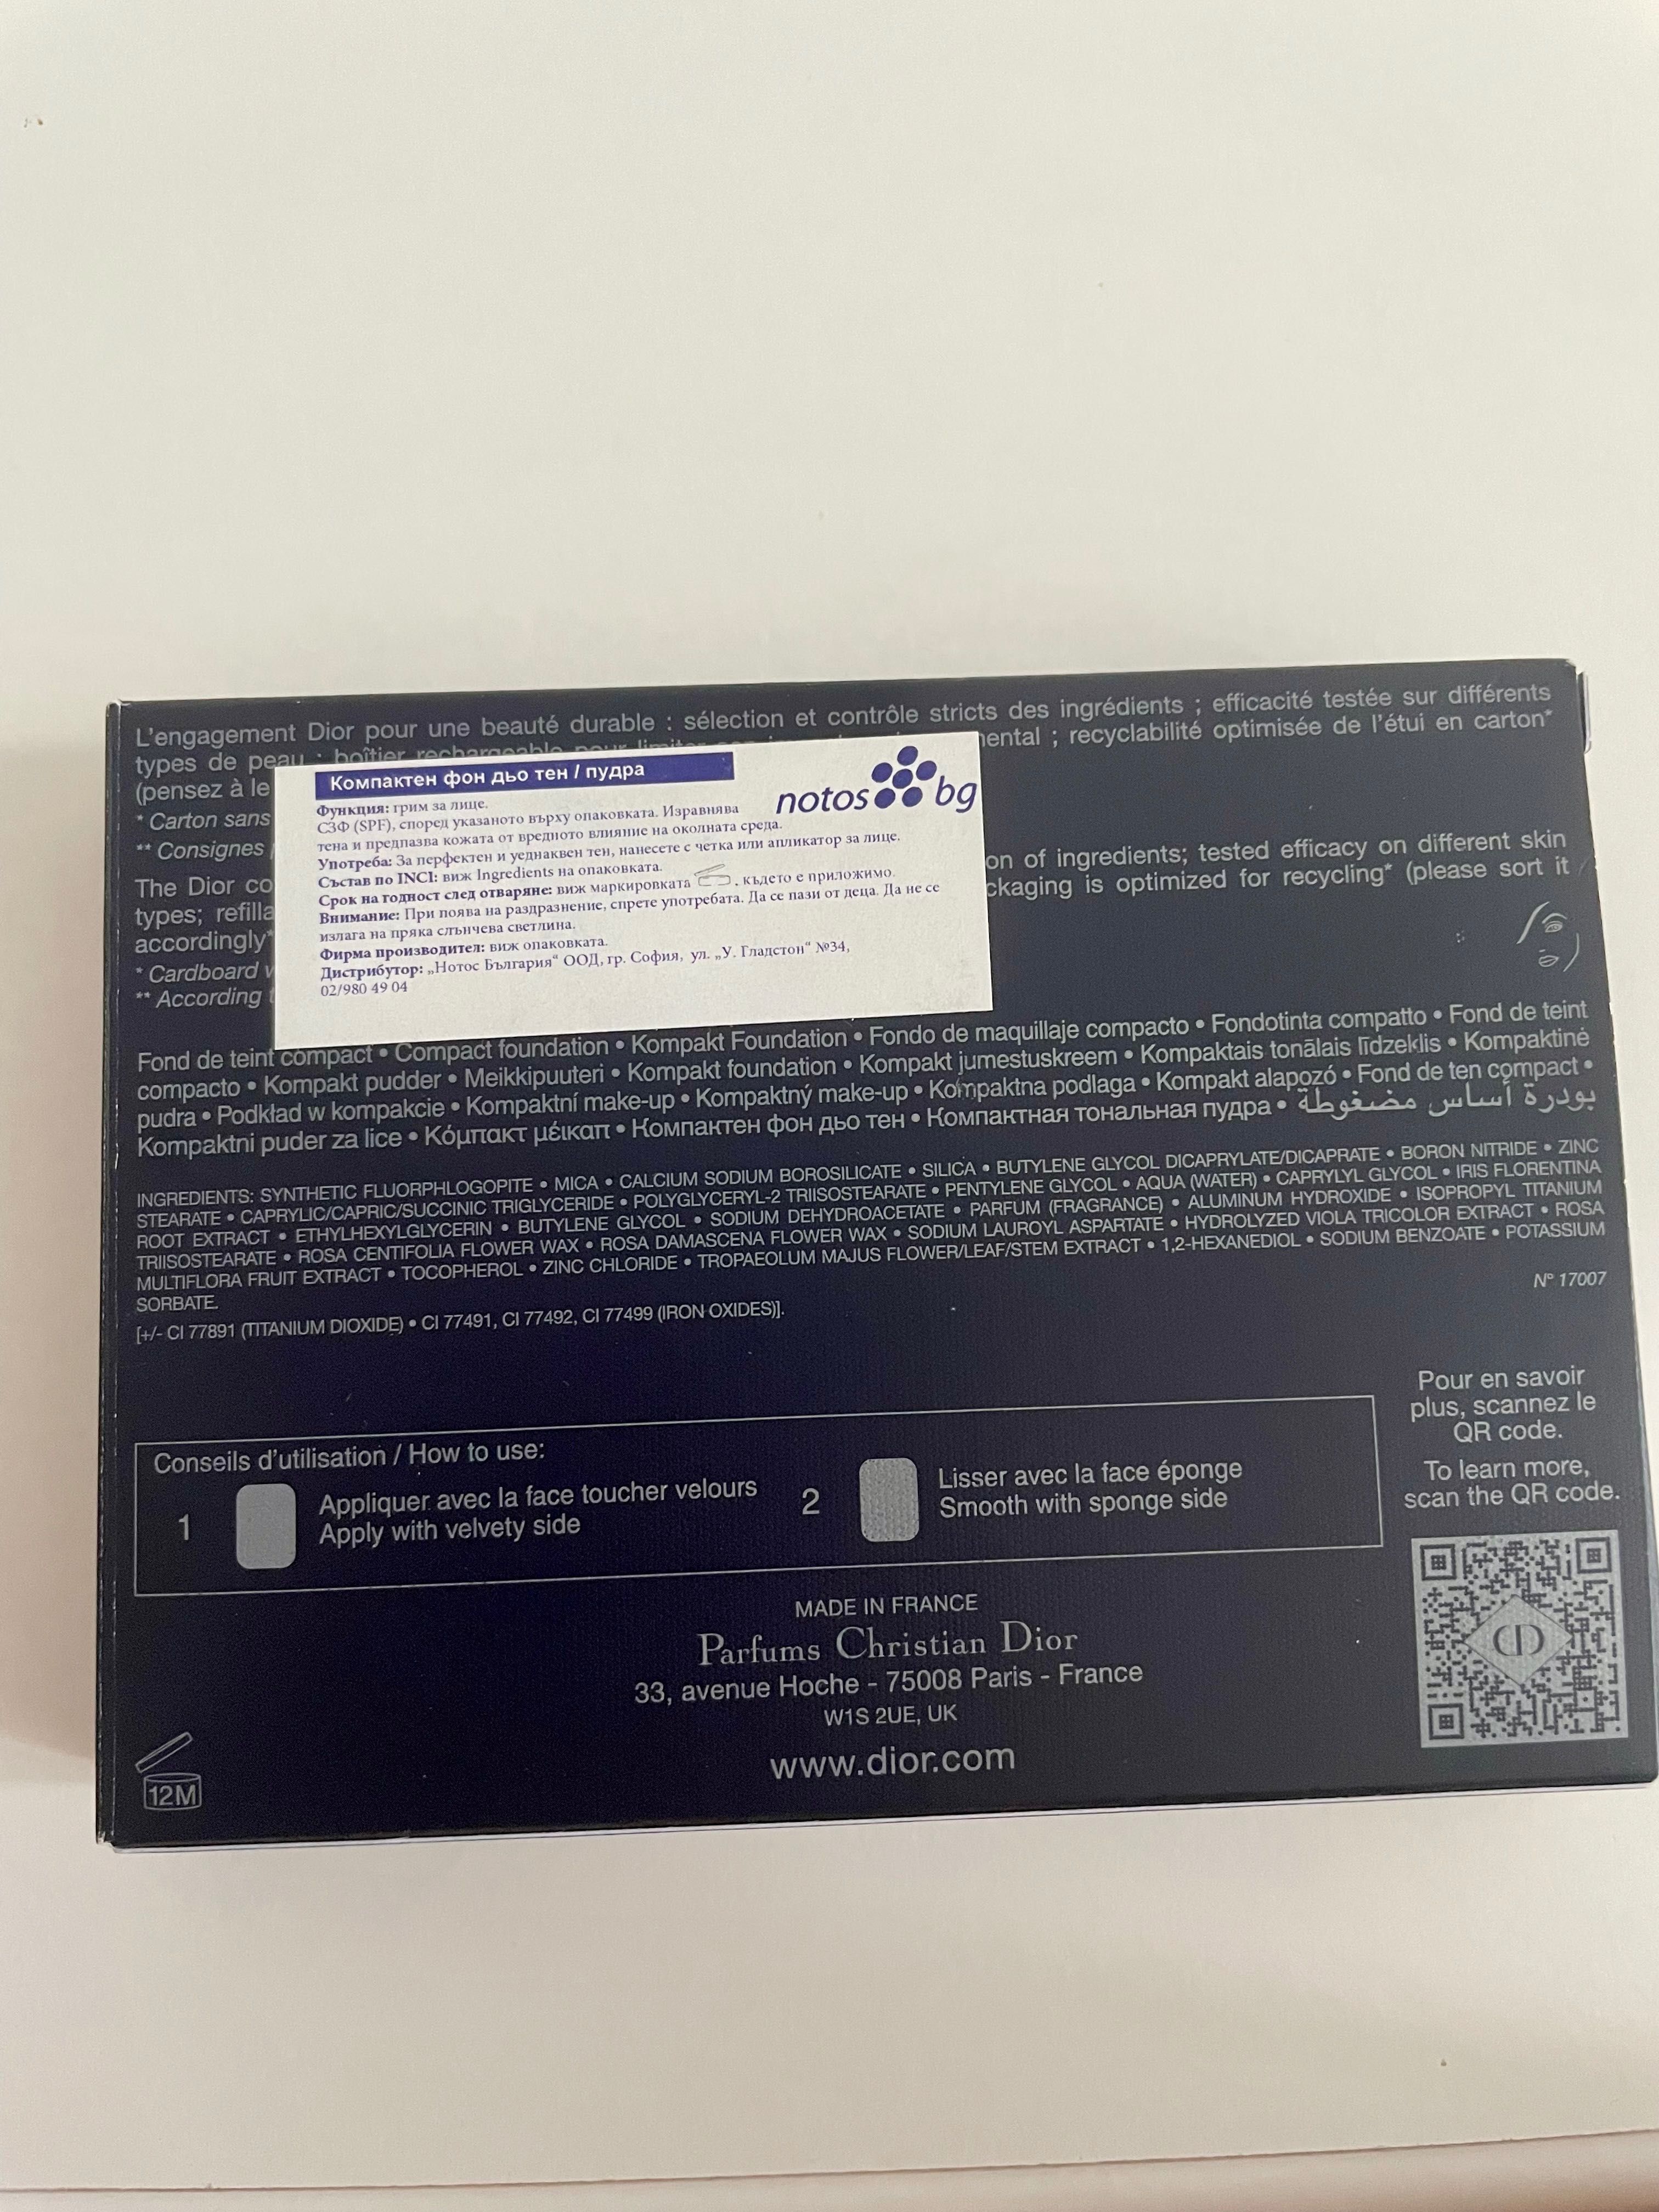 L'engagement Dior pour une beauté durable : sélection et contrôle stricts des ingrédients ; efficacité testée sur différents
types de peau ; boîtier rechargeable pour limiter ; recyclabilité optimisée de l'étui en carton*
(pensez à le
* Carton sans
** Consignes
The Dior of ingredients; tested efficacy on different skin
types; is optimized for recycling* (please sort it
accordingly*
* Cardboard
** According
Компактен фон дьо тен / пудра
notos bg
Функция: грим за лице.
СЗФ (SPF), според указаното върху опаковката. Изравнява
тена и предпазва кожата от вредното влияние на околната среда.
Употреба: За перфектен и уеднаквен тен, нанесете с четка или апликатор за лице.
Състав по INCI: виж Ingredients на опаковката.
Срок на годност след отваряне: виж маркировката , където е приложимо.
Внимание: При поява на раздразнение, спрете употребата. Да се пази от деца. Да не се
излага на пряка слънчева светлина.
Фирма производител: виж опаковката.
Дистрибутор: „Нотос България“ ООД, гр. София, ул. „У. Гладстон“ №34,
02/980 49 04
Fond de teint compact • Compact foundation • Kompakt Foundation • Fondo de maquillaje compacto • Fondotinta compatto • Fond de teint
compacto • Kompakt pudder • Meikkipuuteri • Kompakt foundation • Kompakt jumestuskreem • Kompaktais tonālais līdzeklis • Kompaktinė
pudra • Podkład w kompakcie • Kompaktní make-up • Kompaktný make-up • Kompaktna podlaga • Kompakt alapozó • Fond de ten compact •
Kompaktni puder za lice • Κόμπακτ μέικαπ • Компактен фон дьо тен • Компактная тональная пудра • بودرة أساس مضغوطة
INGREDIENTS: SYNTHETIC FLUORPHLOGOPITE • MICA • CALCIUM SODIUM BOROSILICATE • SILICA • BUTYLENE GLYCOL DICAPRYLATE/DICAPRATE • BORON NITRIDE • ZINC
STEARATE • CAPRYLIC/CAPRIC/SUCCINIC TRIGLYCERIDE • POLYGLYCERYL-2 TRIISOSTEARATE • PENTYLENE GLYCOL • AQUA (WATER) • CAPRYLYL GLYCOL • IRIS FLORENTINA
ROOT EXTRACT • ETHYLHEXYLGLYCERIN • BUTYLENE GLYCOL • SODIUM DEHYDROACETATE • PARFUM (FRAGRANCE) • ALUMINUM HYDROXIDE • ISOPROPYL TITANIUM
TRIISOSTEARATE • ROSA CENTIFOLIA FLOWER WAX • ROSA DAMASCENA FLOWER WAX • SODIUM LAUROYL ASPARTATE • HYDROLYZED VIOLA TRICOLOR EXTRACT • ROSA
MULTIFLORA FRUIT EXTRACT • TOCOPHEROL • ZINC CHLORIDE • TROPAEOLUM MAJUS FLOWER/LEAF/STEM EXTRACT • 1,2-HEXANEDIOL • SODIUM BENZOATE • POTASSIUM
SORBATE.
N° 17007
[+/- CI 77891 (TITANIUM DIOXIDE) • CI 77491, CI 77492, CI 77499 (IRON OXIDES)].
Conseils d'utilisation / How to use:
1
Appliquer avec la face toucher velours
Apply with velvety side
2
Lisser avec la face éponge
Smooth with sponge side
Pour en savoir
plus, scannez le
QR code.
To learn more,
scan the QR code.
CD
MADE IN FRANCE
Parfums Christian Dior
33, avenue Hoche - 75008 Paris - France
W1S 2UE, UK
www.dior.com
12M